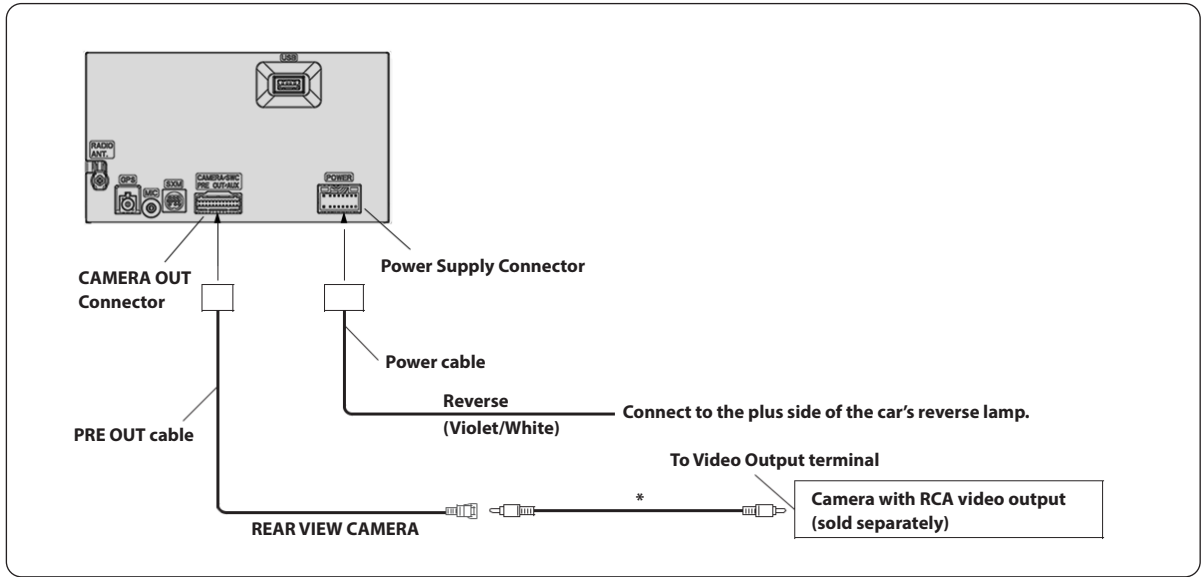 USB
RADIO
ANT.
GPS
MIC
SXM
CAMERA•SWC
PRE OUT•AUX
POWER
CAMERA OUT
Connector
Power Supply Connector
Power cable
Reverse
(Violet/White)
Connect to the plus side of the car’s reverse lamp.
PRE OUT cable
To Video Output terminal
*
Camera with RCA video output
(sold separately)
REAR VIEW CAMERA